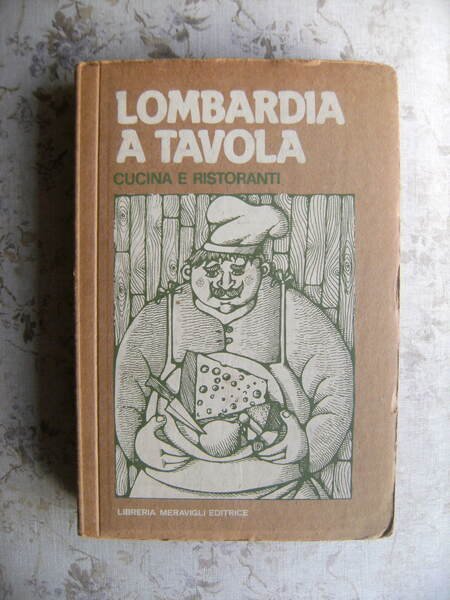 LOMBARDIA
A TAVOLA
CUCINA E RISTORANTI
LIBRERIA MERAVIGLI EDITRICE